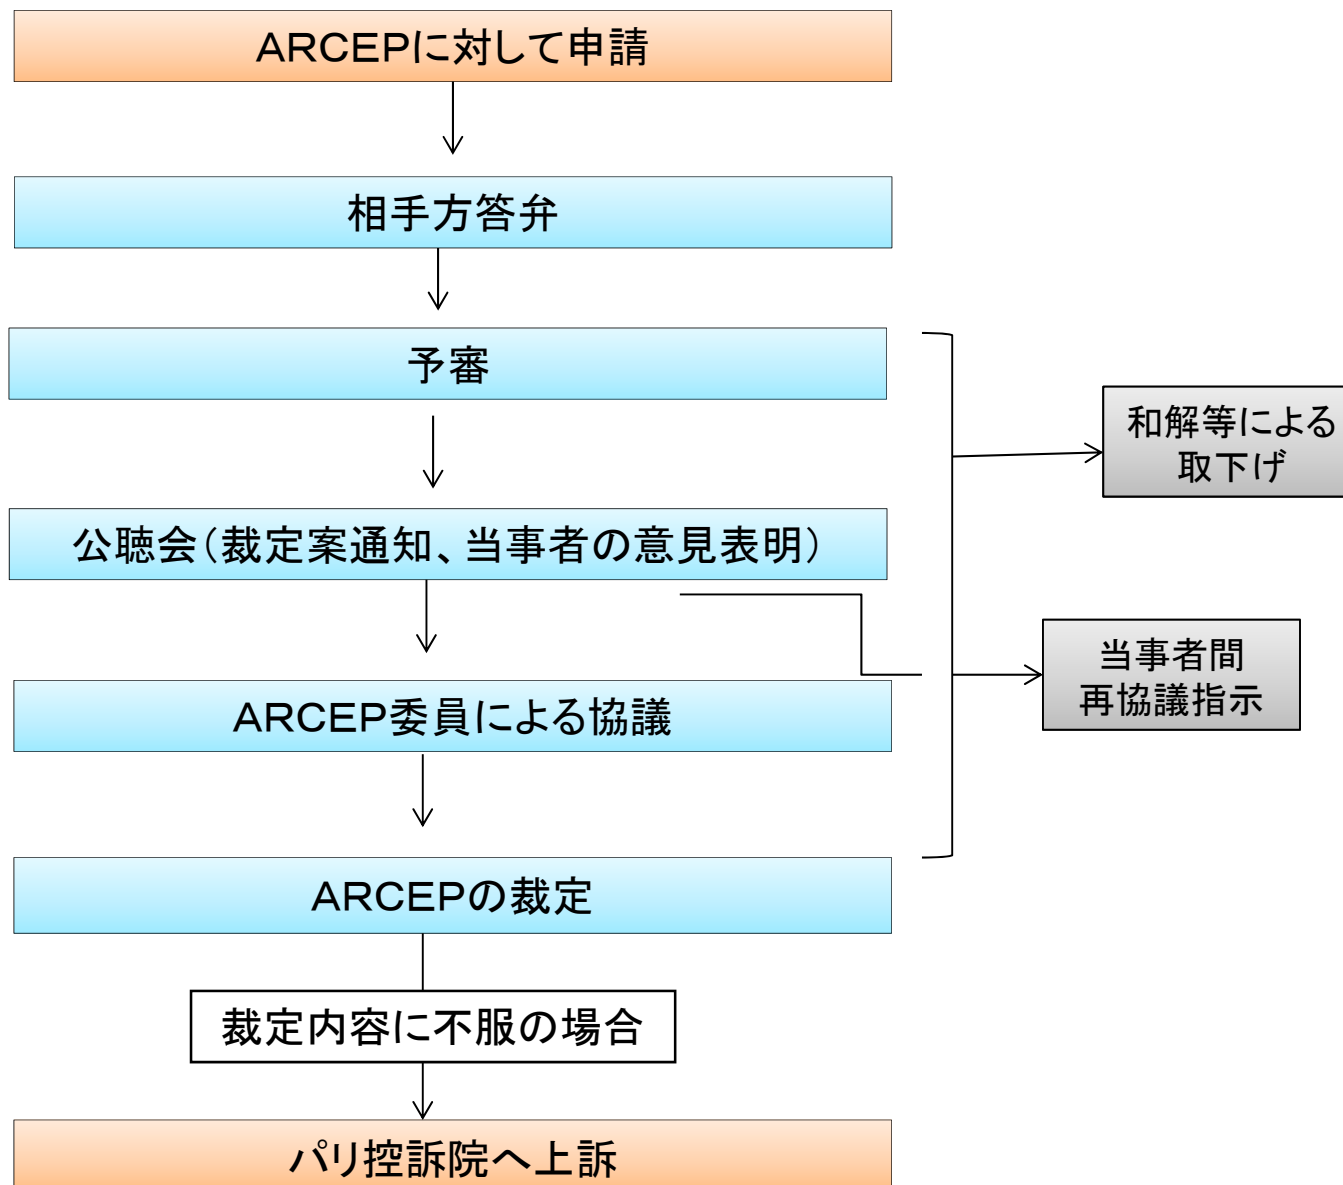 ARCEPに対して申請
相手方答弁
予審
和解等による
取下げ
公聴会(裁定案通知、当事者の意見表明)
当事者間
再協議指示
ARCEP委員による協議
ARCEPの裁定
裁定内容に不服の場合
パリ控訴院へ上訴